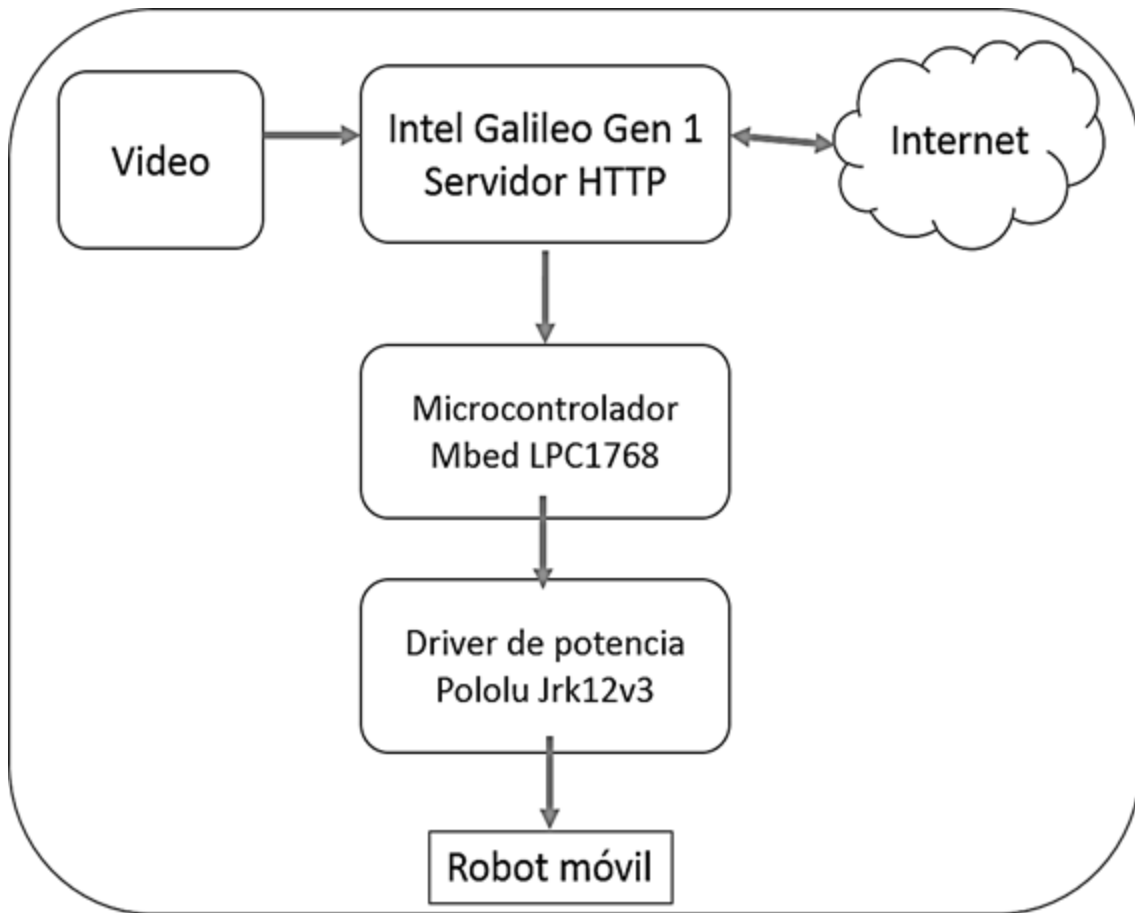 Video
Intel Galileo Gen 1
Servidor HTTP
Internet
Microcontrolador
Mbed LPC1768
Driver de potencia
Pololu Jrk12v3
Robot móvil